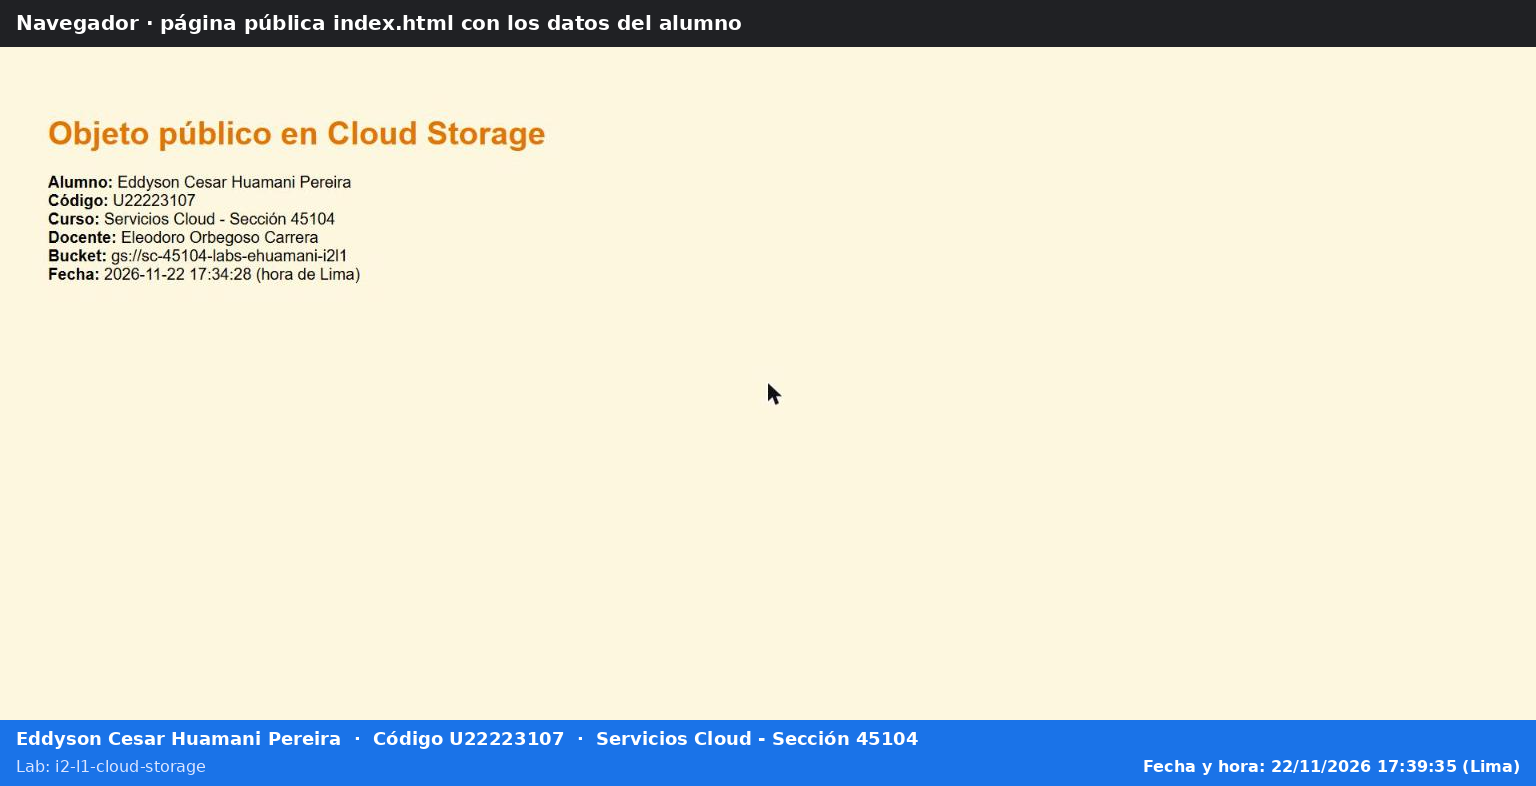 Navegador · página pública index.html con los datos del alumno
Objeto público en Cloud Storage
Alumno: Eddyson Cesar Huamani Pereira
Código: U22223107
Curso: Servicios Cloud - Sección 45104
Docente: Eleodoro Orbegoso Carrera
Bucket: gs://sc-45104-labs-ehuamani-i2l1
Fecha: 2026-11-22 17:34:28 (hora de Lima)
Eddyson Cesar Huamani Pereira · Código U22223107 · Servicios Cloud - Sección 45104
Lab: i2-l1-cloud-storage
Fecha y hora: 22/11/2026 17:39:35 (Lima)